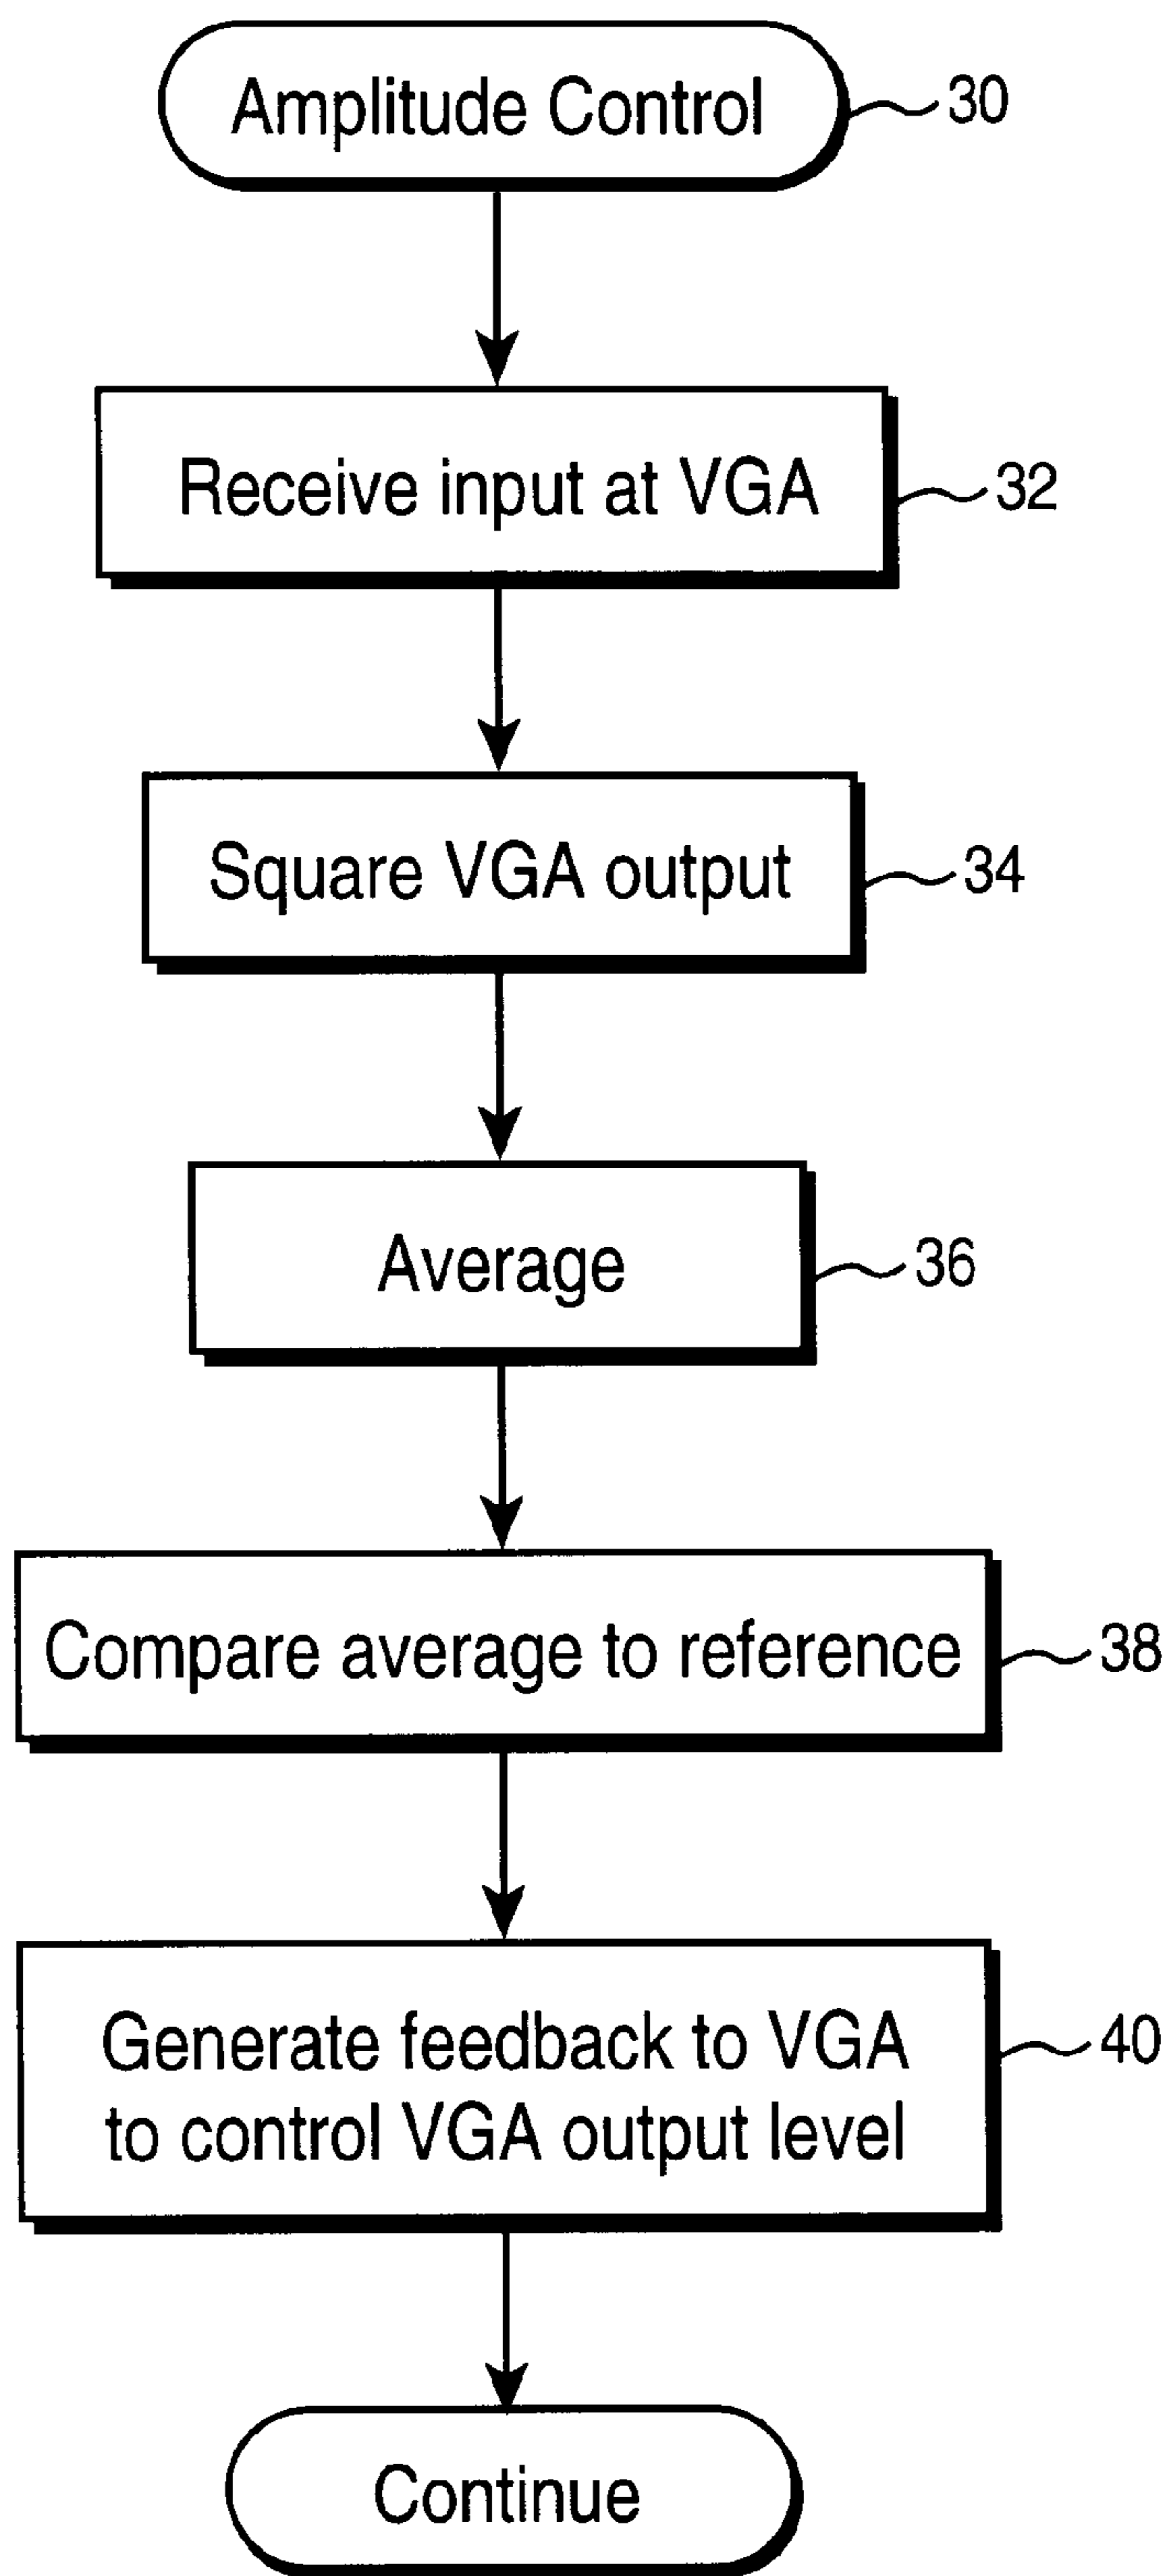 Amplitude Control 30
Receive input at VGA 32
Square VGA output 34
Average 36
Compare average to reference 38
Generate feedback to VGA 40
to control VGA output level
Continue